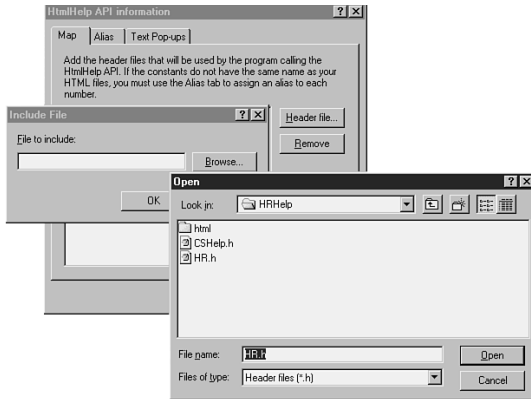 HtmlHelp API information
Map
Alias
Text Pop-ups
Add the header files that will be used by the program calling the
HtmlHelp API. If the constants do not have the same name as your
HTML files, you must use the Alias tab to assign an alias to each
number.
Header file...
Remove
Include File
File to include:
Browse...
OK
Open
Look in:
HRHelp
html
CSHelp.h
HR.h
File name:
HR.h
Open
Files of type:
Header files (*.h)
Cancel